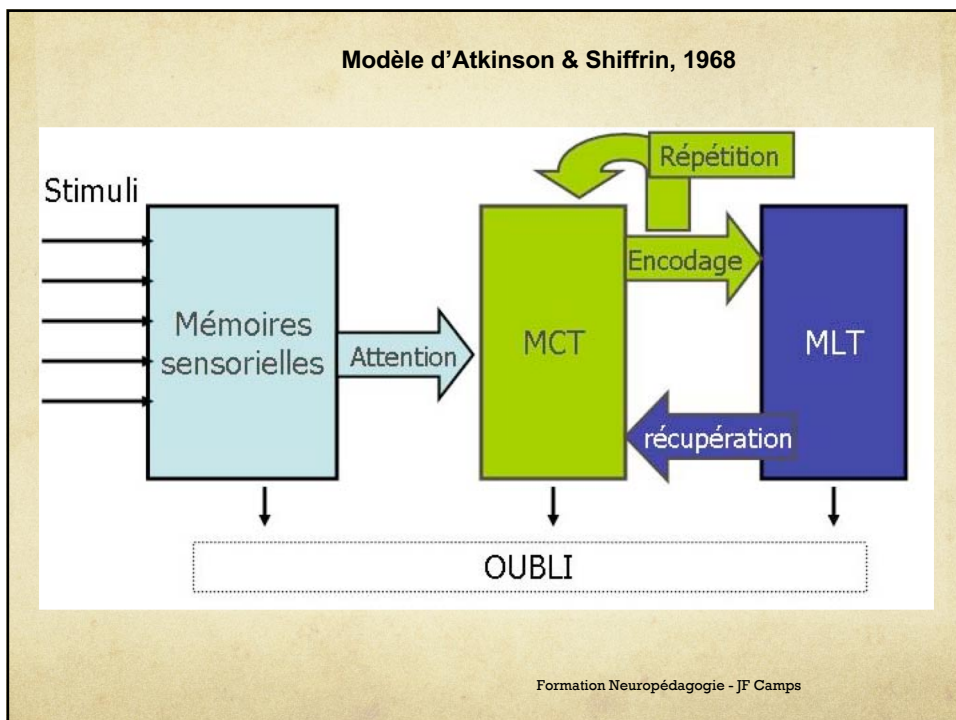 Modèle d’Atkinson & Shiffrin, 1968
Répétition
Stimuli
Encodage
Mémoires
sensorielles
Attention
MCT
MLT
récupération
OUBLI
Formation Neuropédagogie - JF Camps